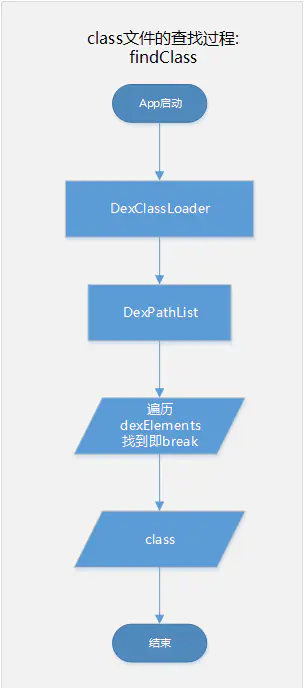 class文件的查找过程:
findClass
App启动
DexClassLoader
DexPathList
遍历
dexElements
找到即break
class
结束